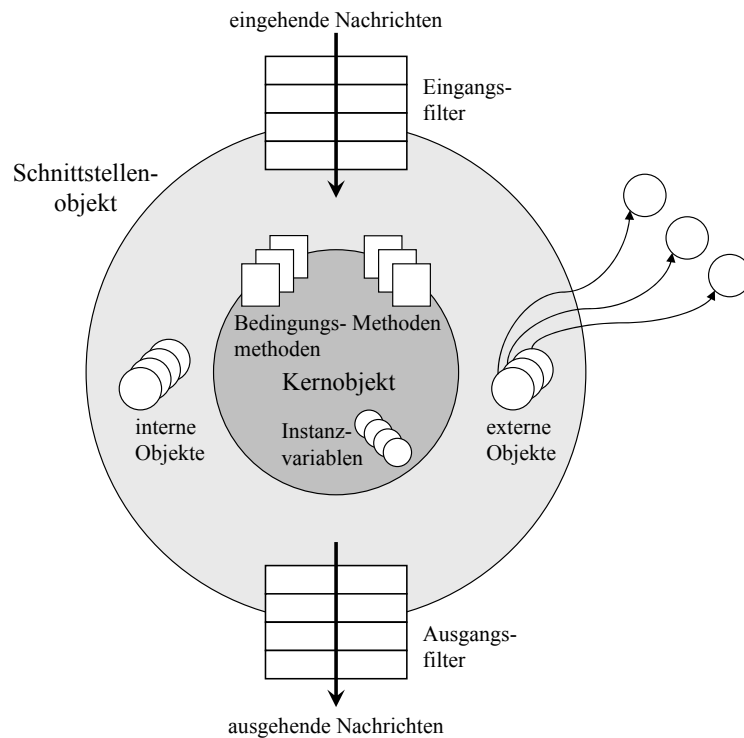 eingehende Nachrichten
Eingangs-
filter
Schnittstellen-
objekt
Bedingungs- Methoden
methoden
Kernobjekt
interne
Objekte
Instanz-
variablen
externe
Objekte
Ausgangs-
filter
ausgehende Nachrichten